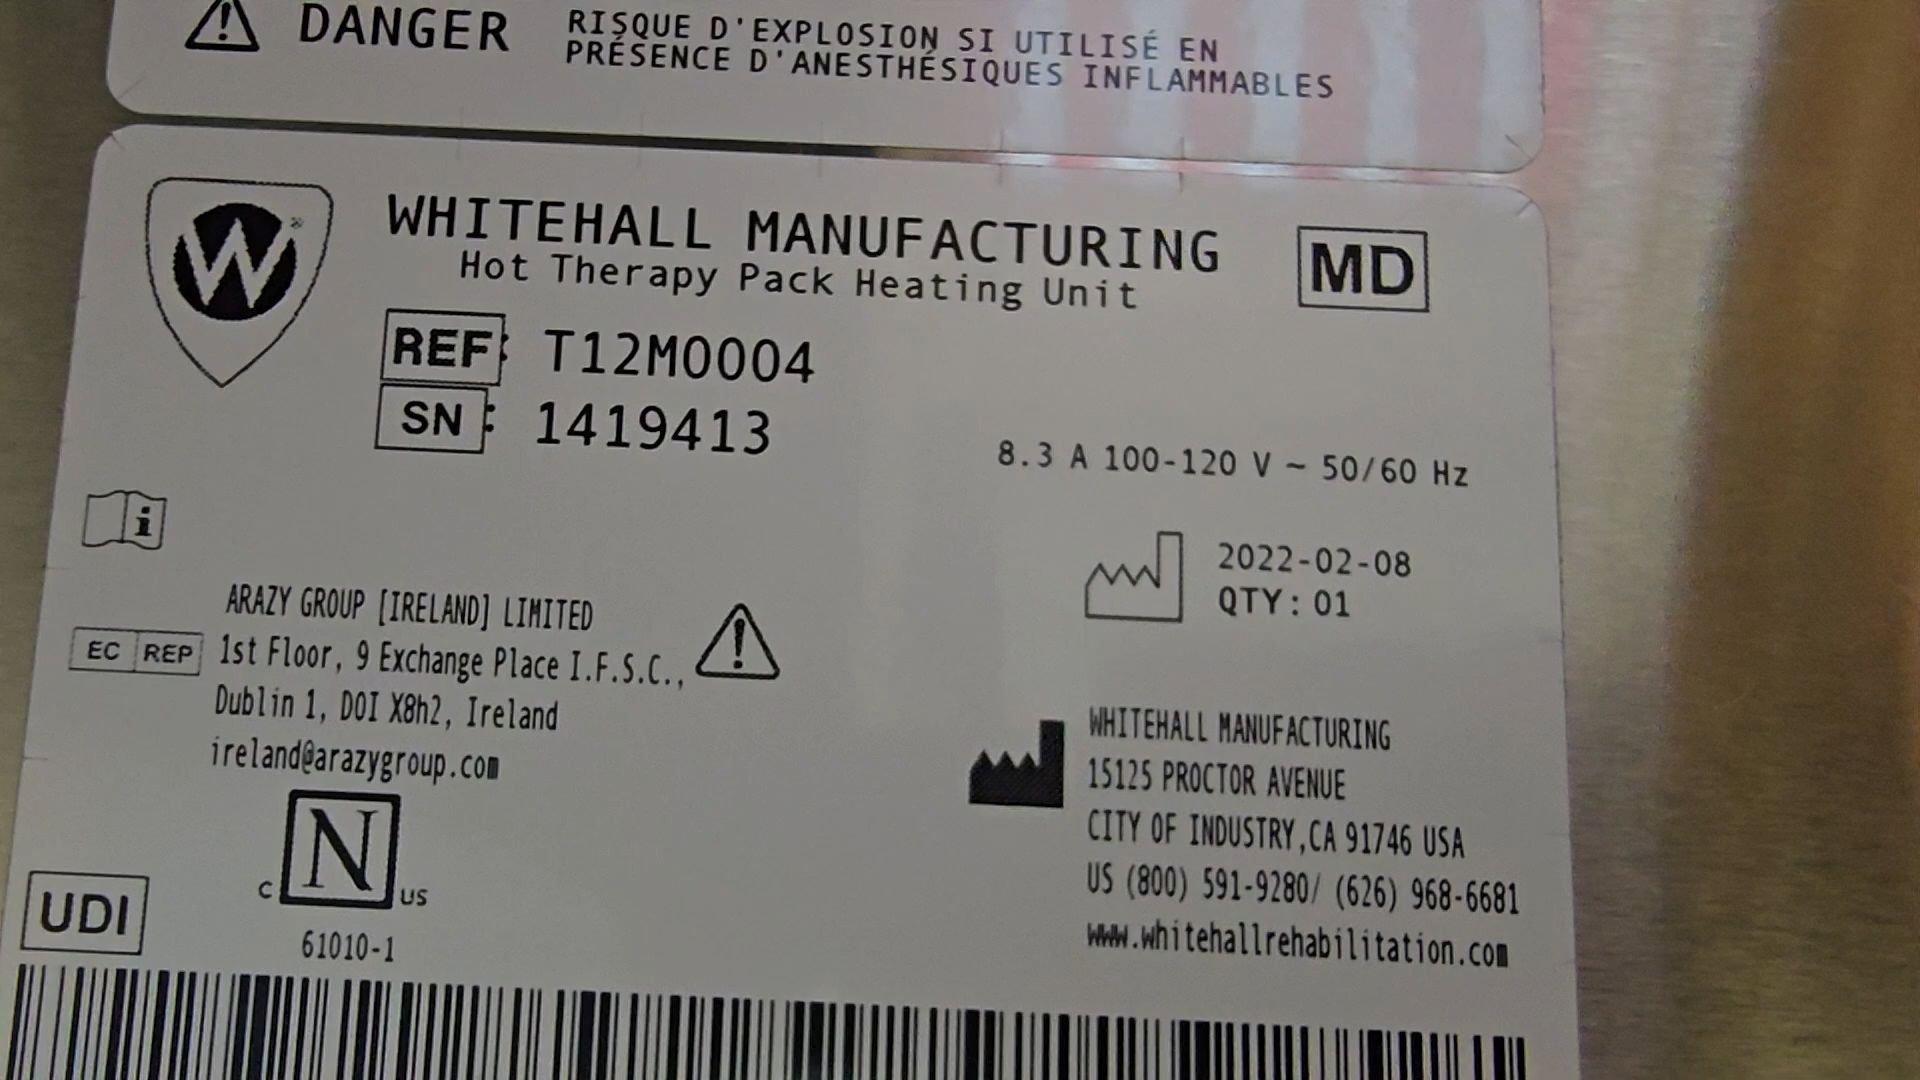 DANGER
RISQUE D'EXPLOSION SI UTILISÉ EN
PRÉSENCE D'ANESTHÉSIQUES INFLAMMABLES
W®
WHITEHALL MANUFACTURING
Hot Therapy Pack Heating Unit
MD
REF: T12M0004
SN: 1419413
8.3 A 100-120 V ~ 50/60 Hz
i
2022-02-08
QTY: 01
EC REP
ARAZY GROUP [IRELAND] LIMITED
1st Floor, 9 Exchange Place I.F.S.C.,
Dublin 1, D01 X8h2, Ireland
ireland@arazygroup.com
WHITEHALL MANUFACTURING
15125 PROCTOR AVENUE
CITY OF INDUSTRY,CA 91746 USA
US (800) 591-9280/ (626) 968-6681
www.whitehallrehabilitation.com
C N US
61010-1
UDI